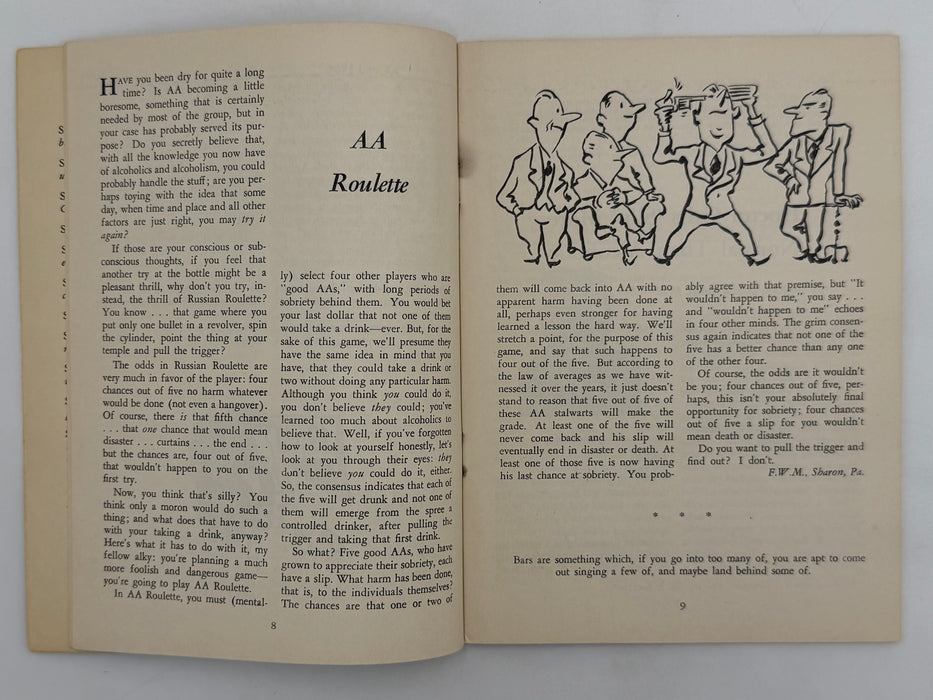 HAVE you been dry for quite a long
time? Is AA becoming a little
boresome, something that is certainly
needed by most of the group, but in
your case has probably served its pur-
pose? Do you secretly believe that,
with all the knowledge you now have
of alcoholics and alcoholism, you could
probably handle the stuff; are you per-
haps toying with the idea that some
day, when time and place and all other
factors are just right, you may try it
again?
If those are your conscious or sub-
conscious thoughts, if you feel that
another try at the bottle might be a
pleasant thrill, why don't you try, in-
stead, the thrill of Russian Roulette?
You know . . . that game where you
put only one bullet in a revolver, spin
the cylinder, point the thing at your
temple and pull the trigger?
The odds in Russian Roulette are
very much in favor of the player: four
chances out of five no harm whatever
would be done (not even a hangover).
Of course, there is that fifth chance
. . . that one chance that would mean
disaster . . . curtains . . . the end . . .
but the chances are, four out of five,
that wouldn't happen to you on the
first try.
Now, you think that's silly? You
think only a moron would do such a
thing; and what does that have to do
with your taking a drink, anyway?
Here's what it has to do with it, my
fellow alky: you're planning a much
more foolish and dangerous game—
you're going to play AA Roulette.
In AA Roulette, you must (mental-
AA
Roulette
ly) select four other players who are
"good AAs," with long periods of
sobriety behind them. You would bet
your last dollar that not one of them
would take a drink—ever. But, for the
sake of this game, we'll presume they
have the same idea in mind that you
have, that they could take a drink or
two without doing any particular harm.
Although you think you could do it,
you don't believe they could; you've
learned too much about alcoholics to
believe that. Well, if you've forgotten
how to look at yourself honestly, let's
look at you through their eyes: they
don't believe you could do it, either.
So, the consensus indicates that each of
the five will get drunk and not one of
them will emerge from the spree a
controlled drinker, after pulling the
trigger and taking that first drink.
So what? Five good AAs, who have
grown to appreciate their sobriety, each
have a slip. What harm has been done,
that is, to the individuals themselves?
The chances are that one or two of
8
them will come back into AA with no
apparent harm having been done at
all, perhaps even stronger for having
learned a lesson the hard way. We'll
stretch a point, for the purpose of this
game, and say that such happens to
four out of the five. But according to
the law of averages as we have wit-
nessed it over the years, it just doesn't
stand to reason that five out of five of
these AA stalwarts will make the
grade. At least one of the five will
never come back and his slip will
eventually end in disaster or death. At
least one of those five is now having
his last chance at sobriety. You prob-
ably agree with that premise, but "It
wouldn't happen to me," you say . . .
and "wouldn't happen to me" echoes
in four other minds. The grim consen-
sus again indicates that not one of the
five has a better chance than any one
of the other four.
Of course, the odds are it wouldn't
be you; four chances out of five, per-
haps, this isn't your absolutely final
opportunity for sobriety; four chances
out of five a slip for you wouldn't
mean death or disaster.
Do you want to pull the trigger and
find out? I don't.
F.W.M., Sharon, Pa.
* * *
Bars are something which, if you go into too many of, you are apt to come
out singing a few of, and maybe land behind some of.
9